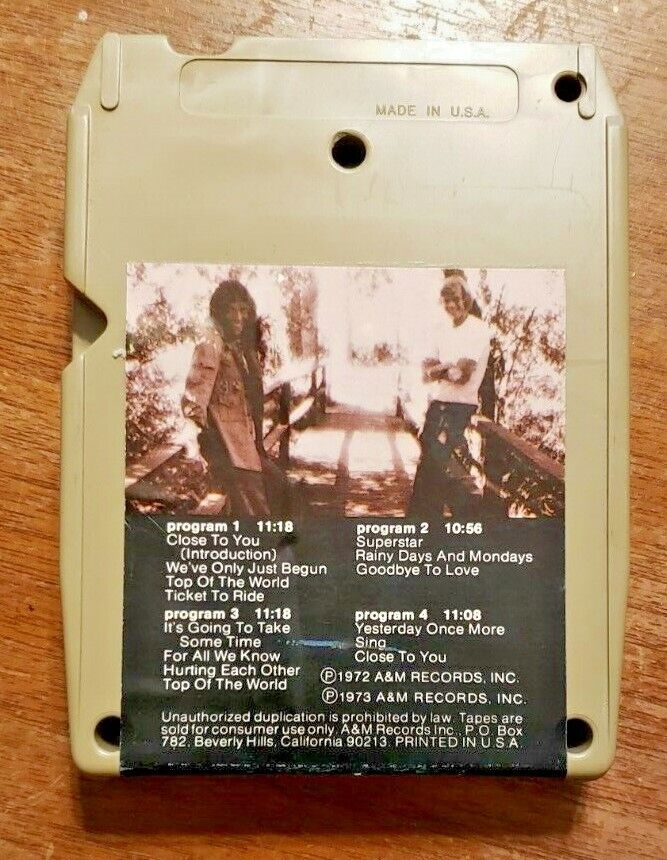 MADE IN U.S.A.
program 1 11:18
Close To You
(Introduction)
We've Only Just Begun
Top Of The World
Ticket To Ride
program 2 10:56
Superstar
Rainy Days And Mondays
Goodbye To Love
program 3 11:18
It's Going To Take
Some Time
For All We Know
Hurting Each Other
Top Of The World
program 4 11:08
Yesterday Once More
Sing
Close To You
Ⓟ1972 A&M RECORDS, INC.
Ⓟ1973 A&M RECORDS, INC.
Unauthorized duplication is prohibited by law. Tapes are
sold for consumer use only. A&M Records Inc., P.O. Box
782, Beverly Hills, California 90213. PRINTED IN U.S.A.